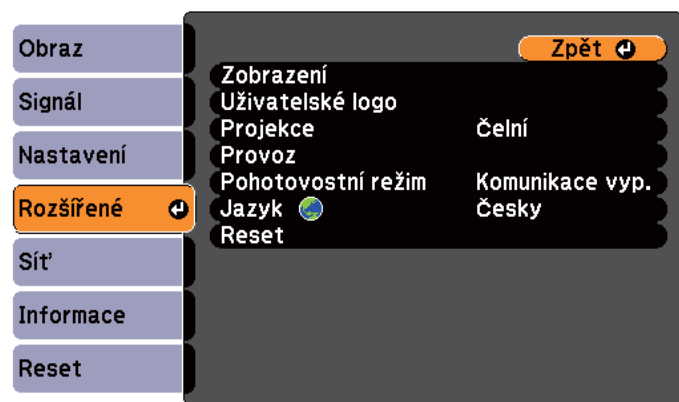 Obraz
Signál
Nastavení
Rozšířené
Síť
Informace
Reset
Zpět
Zobrazení
Uživatelské logo
Projekce Čelní
Provoz
Pohotovostní režim Komunikace vyp.
Jazyk Česky
Reset